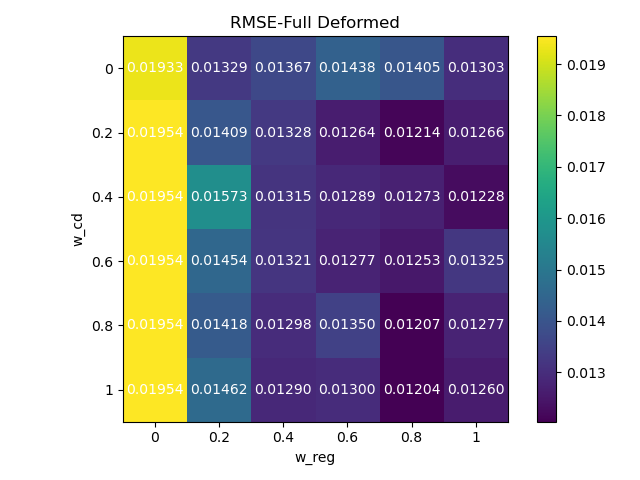 RMSE-Full Deformed
0 0.01933 0.01329 0.01367 0.01438 0.01405 0.01303
0.2 0.01954 0.01409 0.01328 0.01264 0.01214 0.01266
0.4 0.01954 0.01573 0.01315 0.01289 0.01273 0.01228
0.6 0.01954 0.01454 0.01321 0.01277 0.01253 0.01325
0.8 0.01954 0.01418 0.01298 0.01350 0.01207 0.01277
1 0.01954 0.01462 0.01290 0.01300 0.01204 0.01260
0 0.2 0.4 0.6 0.8 1
w_reg
w_cd
0.019
0.018
0.017
0.016
0.015
0.014
0.013